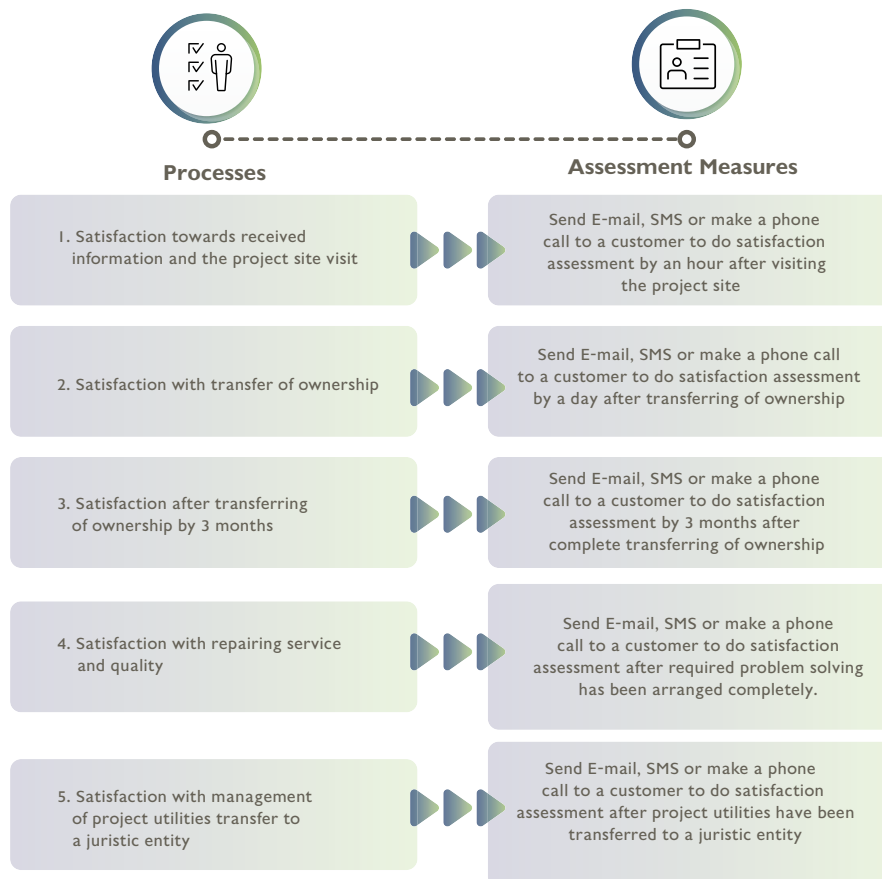 Processes
Assessment Measures
1. Satisfaction towards received
information and the project site visit
Send E-mail, SMS or make a phone
call to a customer to do satisfaction
assessment by an hour after visiting
the project site
2. Satisfaction with transfer of ownership
Send E-mail, SMS or make a phone call
to a customer to do satisfaction assessment
by a day after transferring of ownership
3. Satisfaction after transferring
of ownership by 3 months
Send E-mail, SMS or make a phone
call to a customer to do satisfaction
assessment by 3 months after
complete transferring of ownership
4. Satisfaction with repairing service
and quality
Send E-mail, SMS or make a phone
call to a customer to do satisfaction
assessment after required problem solving
has been arranged completely.
5. Satisfaction with management
of project utilities transfer to
a juristic entity
Send E-mail, SMS or make a phone
call to a customer to do satisfaction
assessment after project utilities have been
transferred to a juristic entity